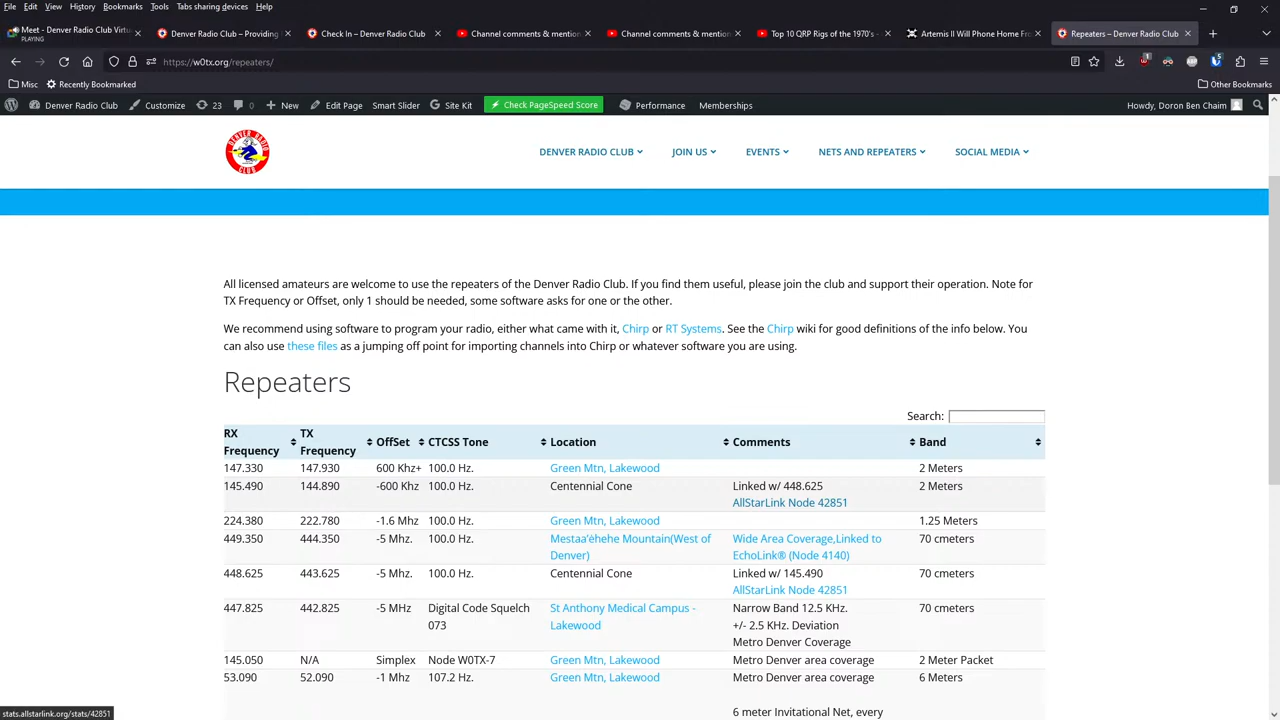 File Edit View History Bookmarks Tools Tabs sharing devices Help
Meet - Denver Radio Club Virtu
PLAYING
Denver Radio Club – Providing
Check In – Denver Radio Club
Channel comments & mention
Channel comments & mention
Top 10 QRP Rigs of the 1970's -
Artemis II Will Phone Home Fr
Repeaters – Denver Radio Club
https://w0tx.org/repeaters/
Misc Recently Bookmarked Other Bookmarks
Denver Radio Club Customize 23 0 New Edit Page Smart Slider Site Kit Check PageSpeed Score Performance Memberships Howdy, Doron Ben Chaim
DENVER RADIO CLUB
DENVER RADIO CLUB JOIN US EVENTS NETS AND REPEATERS SOCIAL MEDIA
All licensed amateurs are welcome to use the repeaters of the Denver Radio Club. If you find them useful, please join the club and support their operation. Note for
TX Frequency or Offset, only 1 should be needed, some software asks for one or the other.
We recommend using software to program your radio, either what came with it, Chirp or RT Systems. See the Chirp wiki for good definitions of the info below. You
can also use these files as a jumping off point for importing channels into Chirp or whatever software you are using.
Repeaters
Search:
RX Frequency TX Frequency OffSet CTCSS Tone Location Comments Band
147.330 147.930 600 Khz+ 100.0 Hz. Green Mtn, Lakewood 2 Meters
145.490 144.890 -600 Khz 100.0 Hz. Centennial Cone Linked w/ 448.625 2 Meters
AllStarLink Node 42851
224.380 222.780 -1.6 Mhz 100.0 Hz. Green Mtn, Lakewood 1.25 Meters
449.350 444.350 -5 Mhz. 100.0 Hz. Mestaa'ėhehe Mountain(West of Wide Area Coverage,Linked to 70 cmeters
Denver) EchoLink® (Node 4140)
448.625 443.625 -5 Mhz. 100.0 Hz. Centennial Cone Linked w/ 145.490 70 cmeters
AllStarLink Node 42851
447.825 442.825 -5 MHz Digital Code Squelch St Anthony Medical Campus - Narrow Band 12.5 KHz. 70 cmeters
073 Lakewood +/- 2.5 KHz. Deviation
Metro Denver Coverage
145.050 N/A Simplex Node W0TX-7 Green Mtn, Lakewood Metro Denver area coverage 2 Meter Packet
53.090 52.090 -1 Mhz 107.2 Hz. Green Mtn, Lakewood Metro Denver area coverage 6 Meters
6 meter Invitational Net, every
stats.allstarlink.org/stats/42851